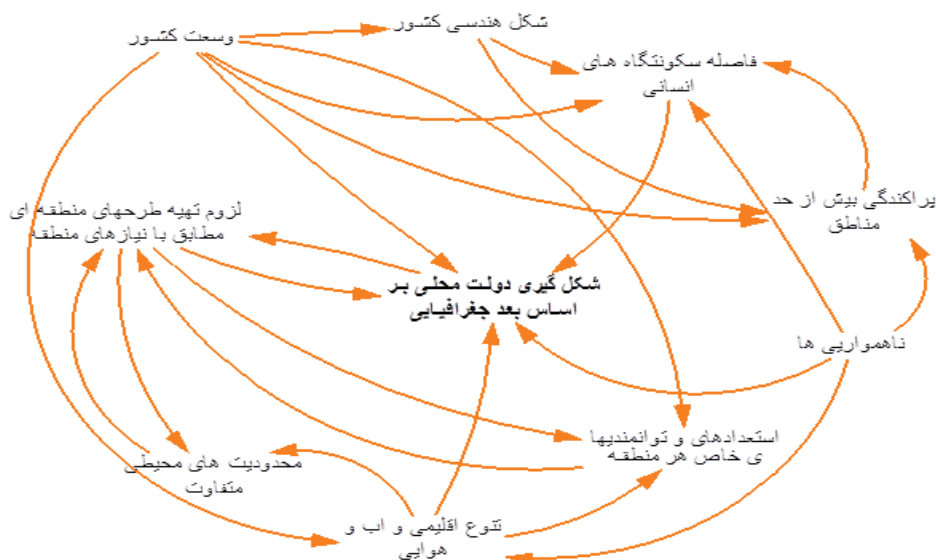 شکل هندسی کشور
وسعت کشور
فاصله سکونتگاه های
انسانی
پراکندگی بیش از حد
مناطق
لزوم تهیه طرحهای منطقه ای
مطابق با نیازهای منطقه
شکل گیری دولت محلی بر
اساس بعد جغرافیایی
ناهمواریی ها
استعدادهای و توانمندیها
ی خاص هر منطقه
محدودیت های محیطی
متفاوت
تنوع اقلیمی و اب و
هوایی